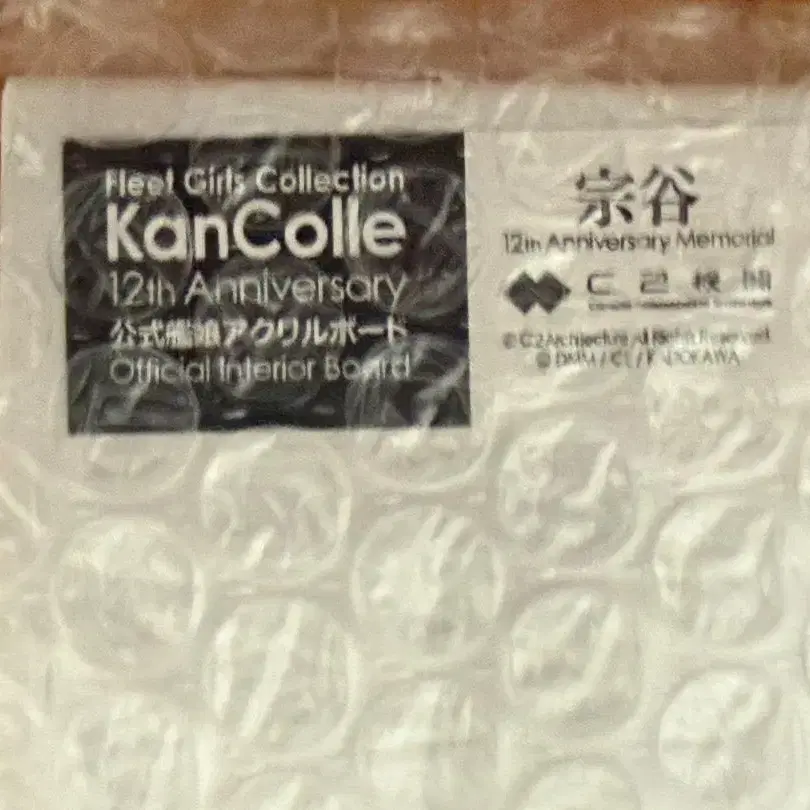 Fleet Girls Collection
KanColle
12th Anniversary
公式艦娘アクリルボード
Official Interior Board
宗谷
12th Anniversary Memorial
C2機関
© C2Architecture All Rights Reserved.
© DMM / C2 / KADOKAWA